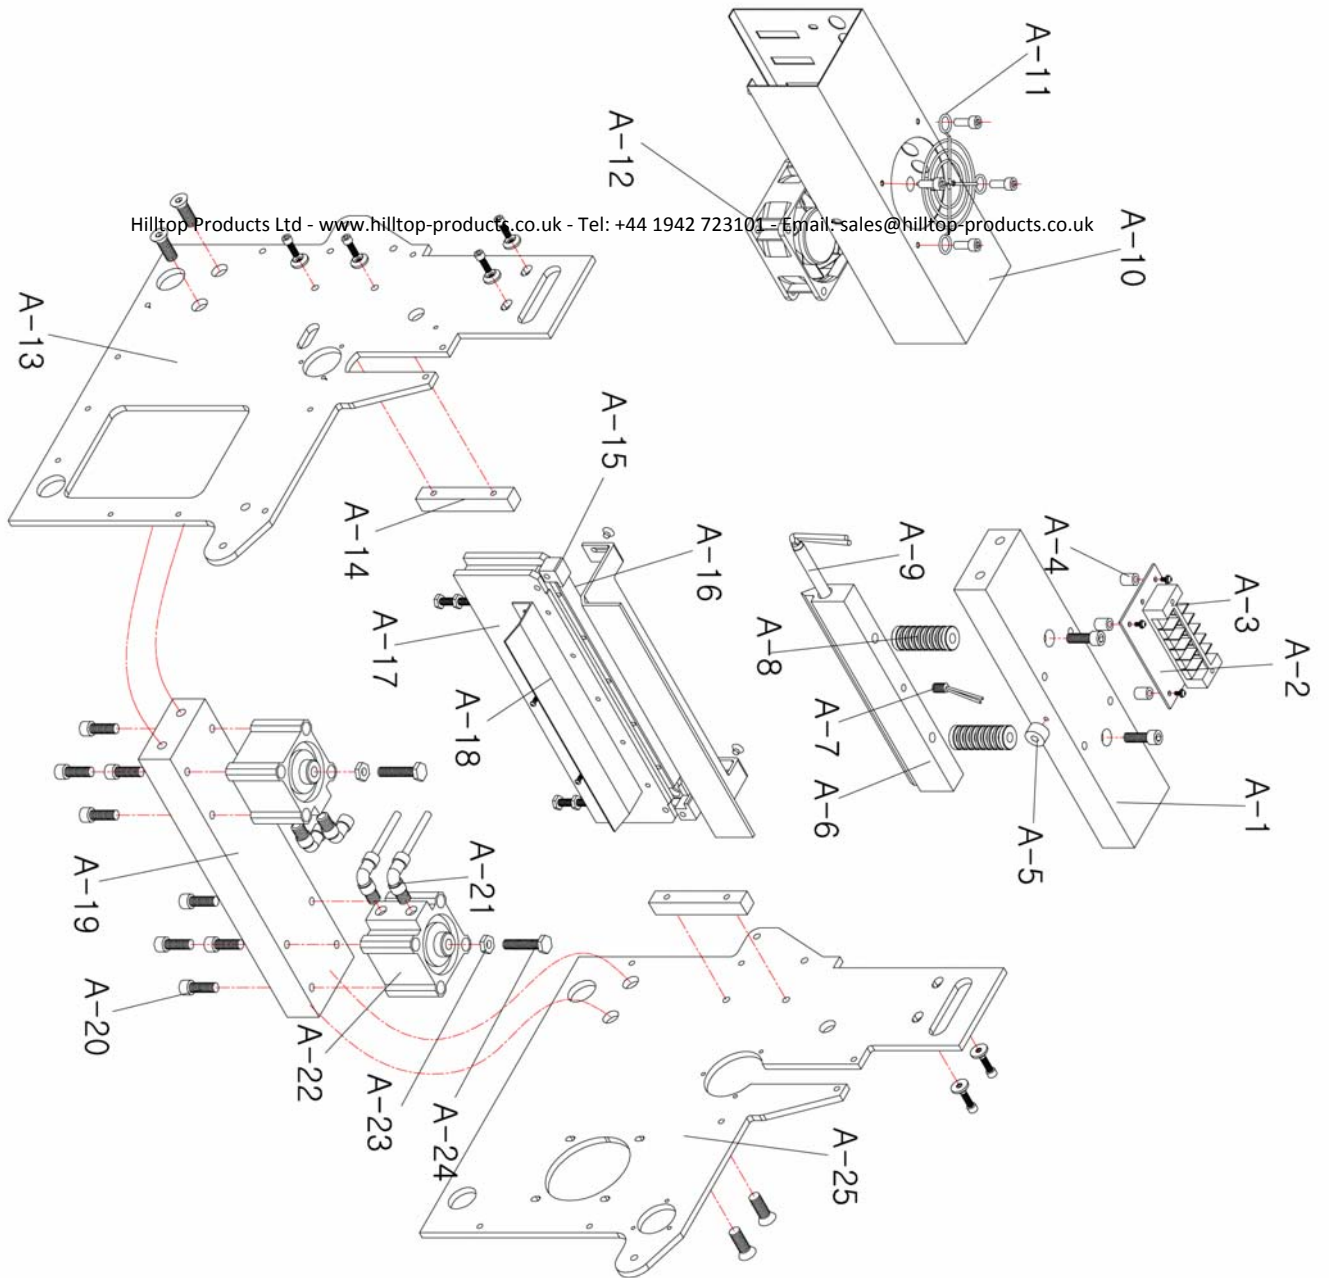 A-11
A-12
Hilltop Products Ltd - www.hilltop-products.co.uk - Tel: +44 1942 723101 - Email: sales@hilltop-products.co.uk
A-10
A-13
A-15
A-14
A-16
A-9
A-4
A-3
A-2
A-8
A-17
A-18
A-7
A-6
A-5
A-1
A-19
A-21
A-20
A-22
A-23
A-24
A-25